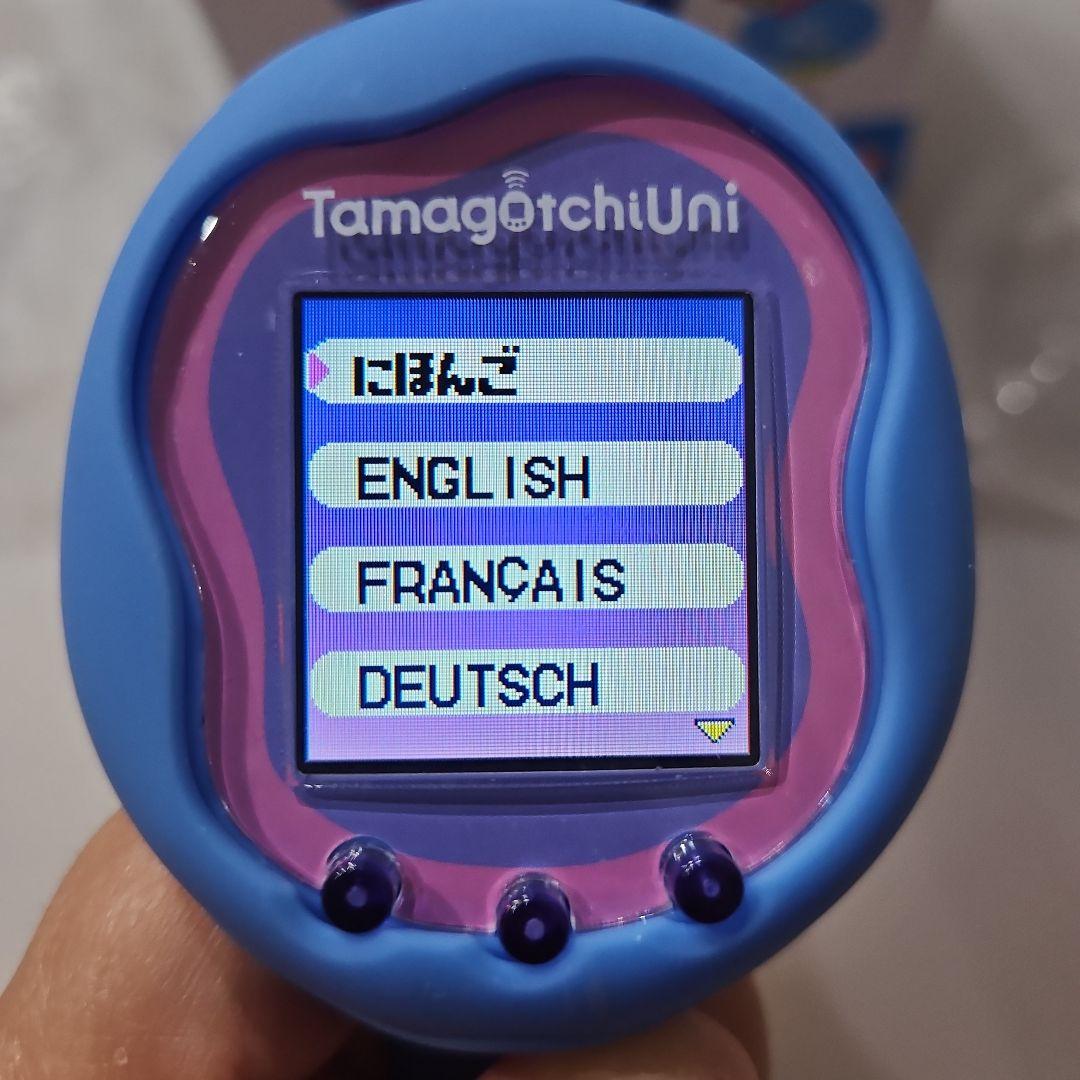 TamagotchiUni
にほんご
ENGLISH
FRANÇAIS
DEUTSCH